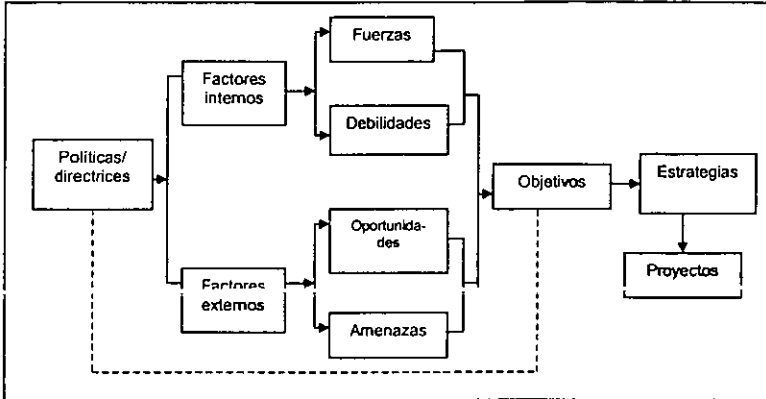 Fuerzas
Factores
internos
Debilidades
Políticas/
directrices
Objetivos
Estrategias
Oportunida-
des
Proyectos
Factores
externos
Amenazas